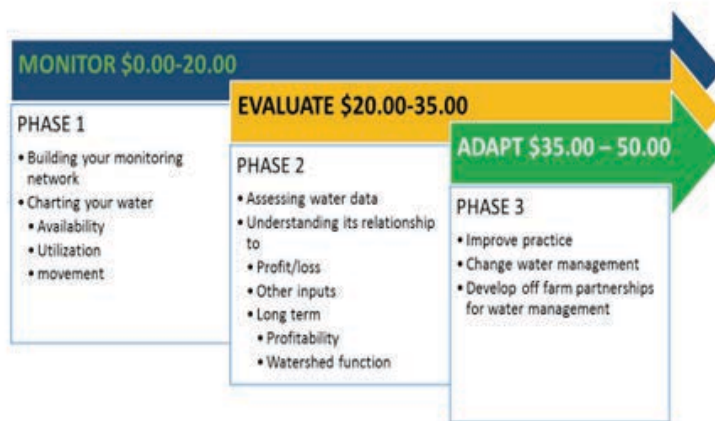 MONITOR $0.00-20.00
PHASE 1
• Building your monitoring
network
• Charting your water
• Availability
• Utilization
• movement
EVALUATE $20.00-35.00
PHASE 2
• Assessing water data
• Understanding its relationship
to
• Profit/loss
• Other inputs
• Long term
• Profitability
• Watershed function
ADAPT $35.00 – 50.00
PHASE 3
• Improve practice
• Change water management
• Develop off farm partnerships
for water management